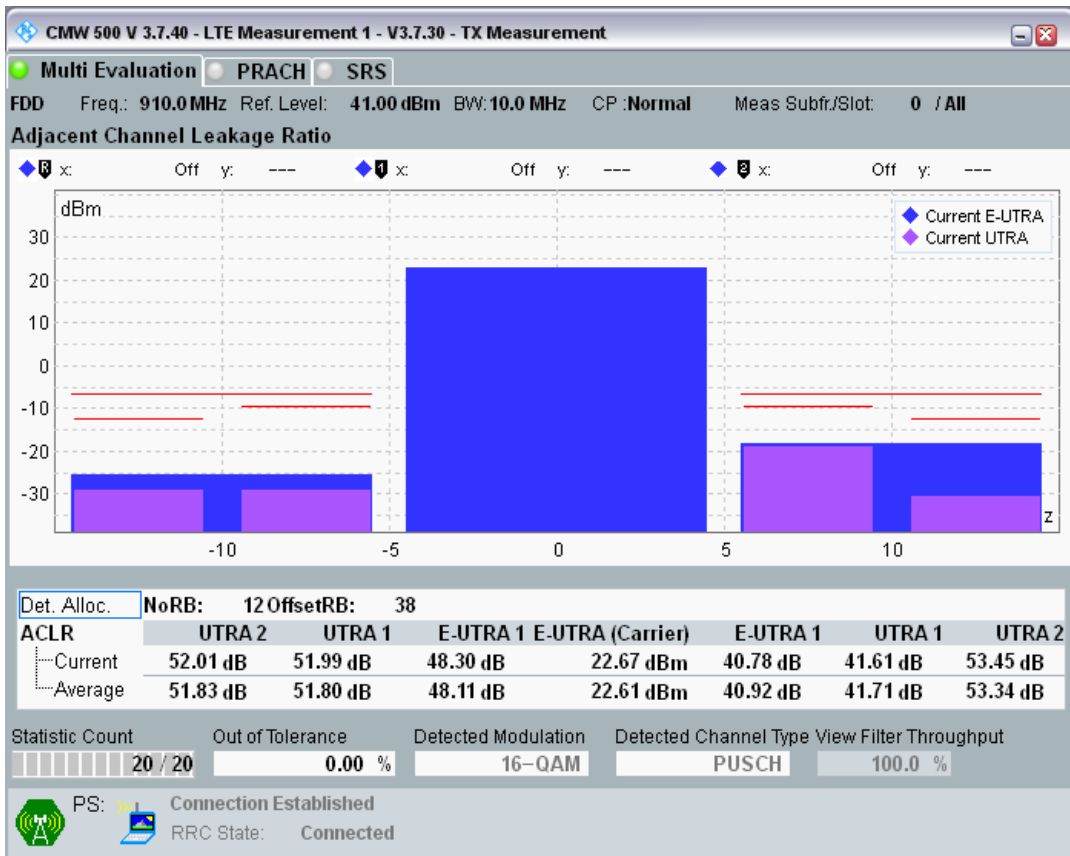 CMW 500 V 3.7.40 - LTE Measurement 1 - V3.7.30 - TX Measurement
Multi Evaluation PRACH SRS
FDD Freq.: 910.0 MHz Ref. Level: 41.00 dBm BW: 10.0 MHz CP :Normal Meas Subfr./Slot: 0 / All
Adjacent Channel Leakage Ratio
R x: Off y: --- 1 x: Off y: --- 2 x: Off y: ---
dBm
Current E-UTRA
Current UTRA
30
20
10
0
-10
-20
-30
z
-10 -5 0 5 10
Det. Alloc. NoRB: 12 OffsetRB: 38
ACLR UTRA 2 UTRA 1 E-UTRA 1 E-UTRA (Carrier) E-UTRA 1 UTRA 1 UTRA 2
Current 52.01 dB 51.99 dB 48.30 dB 22.67 dBm 40.78 dB 41.61 dB 53.45 dB
Average 51.83 dB 51.80 dB 48.11 dB 22.61 dBm 40.92 dB 41.71 dB 53.34 dB
Statistic Count Out of Tolerance Detected Modulation Detected Channel Type View Filter Throughput
20 / 20 0.00 % 16-QAM PUSCH 100.0 %
PS: Connection Established
RRC State: Connected